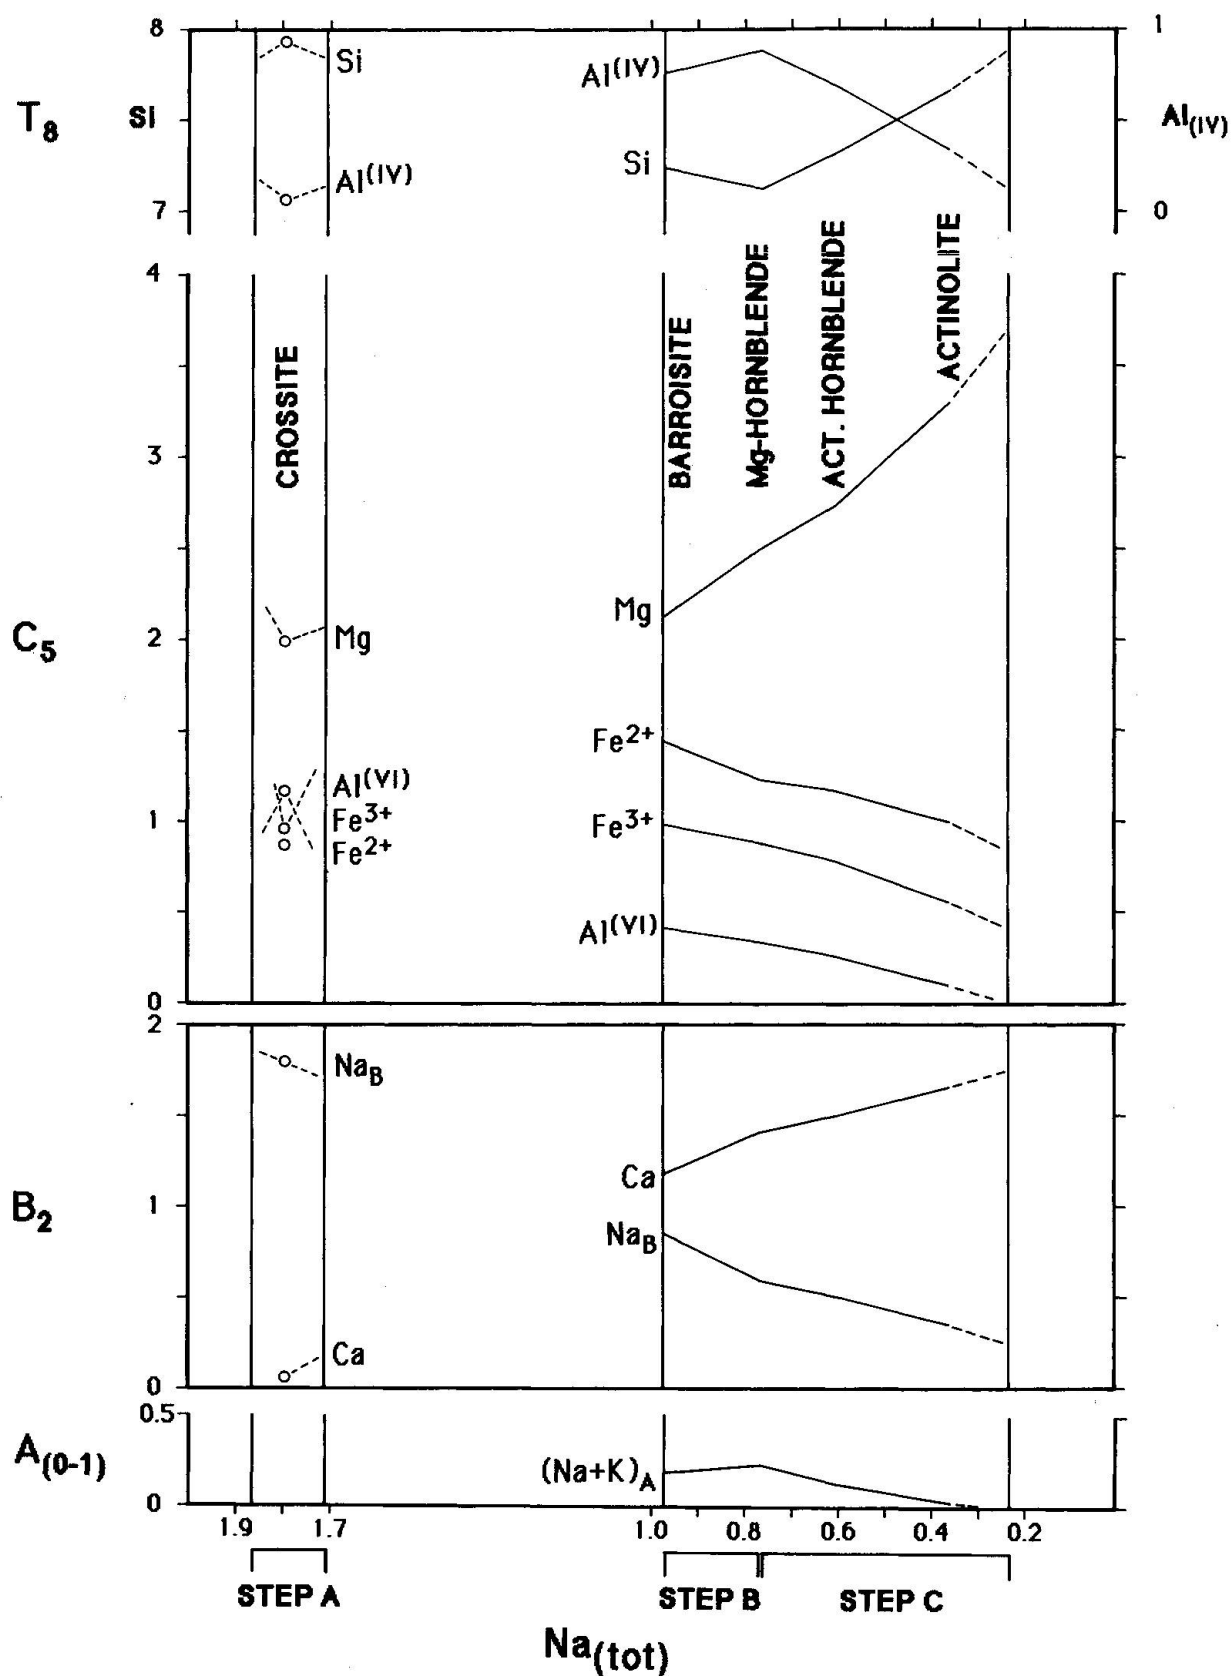 8 1
Si Al(IV)
T8 Si Al(IV)
Al(IV) Si
7 0
4
CROSSITE BARROISITE Mg-HORNBLENDE ACT. HORNBLENDE ACTINOLITE
3
Mg
C5 2 Mg
Fe2+
Al(VI)
Fe3+ Fe3+
1
Fe2+
Al(VI)
0
2
NaB
Ca
B2 1
NaB
Ca
0
0.5
A(0-1) (Na+K)A
0
1.9 1.7 1.0 0.8 0.6 0.4 0.2
STEP A STEP B STEP C
Na(tot)